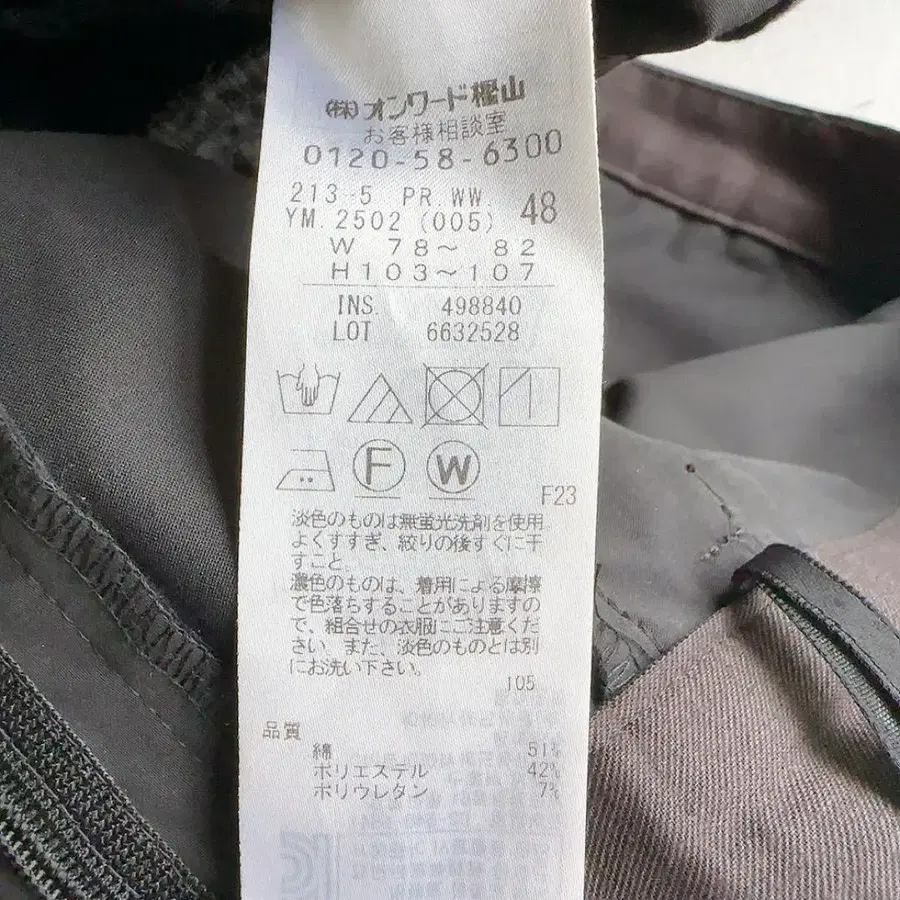 ㈱オンワード樫山
お客様相談室
0120-58-6300
213-5 PR.WW.
YM.2502 (005) 48
W 78~ 82
H103~107
INS. 498840
LOT 6632528
F
W
F23
淡色のものは無蛍光洗剤を使用。
よくすすぎ、絞りの後すぐに干
すこと。
濃色のものは、着用による摩擦
で色落ちすることがありますの
で、組合せの衣服にご注意くだ
さい。また、淡色のものとは別
にお洗い下さい。
105
品質
綿 51%
ポリエステル 42%
ポリウレタン 7%